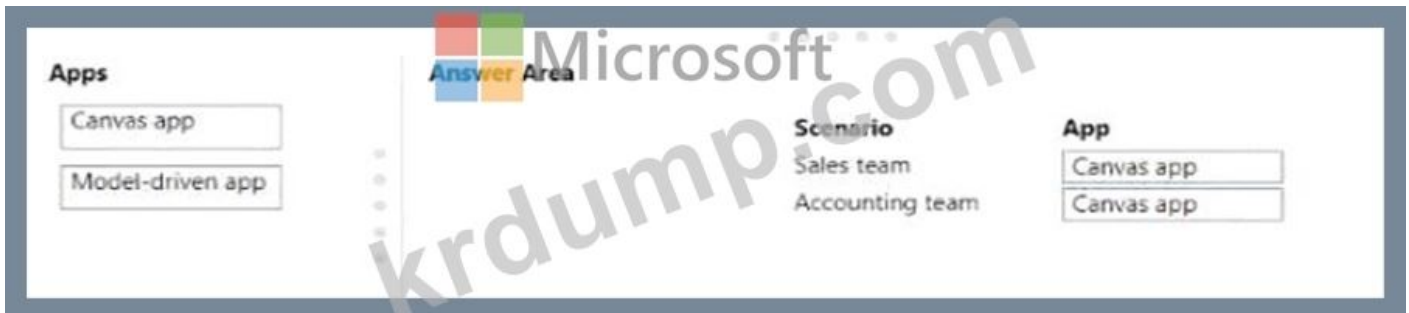 Microsoft
Apps
Answer Area
Canvas app
Model-driven app
Scenario
App
Sales team
Canvas app
Accounting team
Canvas app
krdump.com